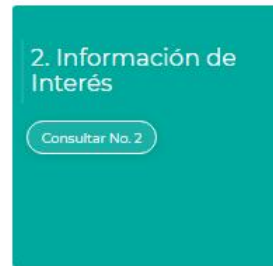 2. Información de
Interés
Consultar No. 2